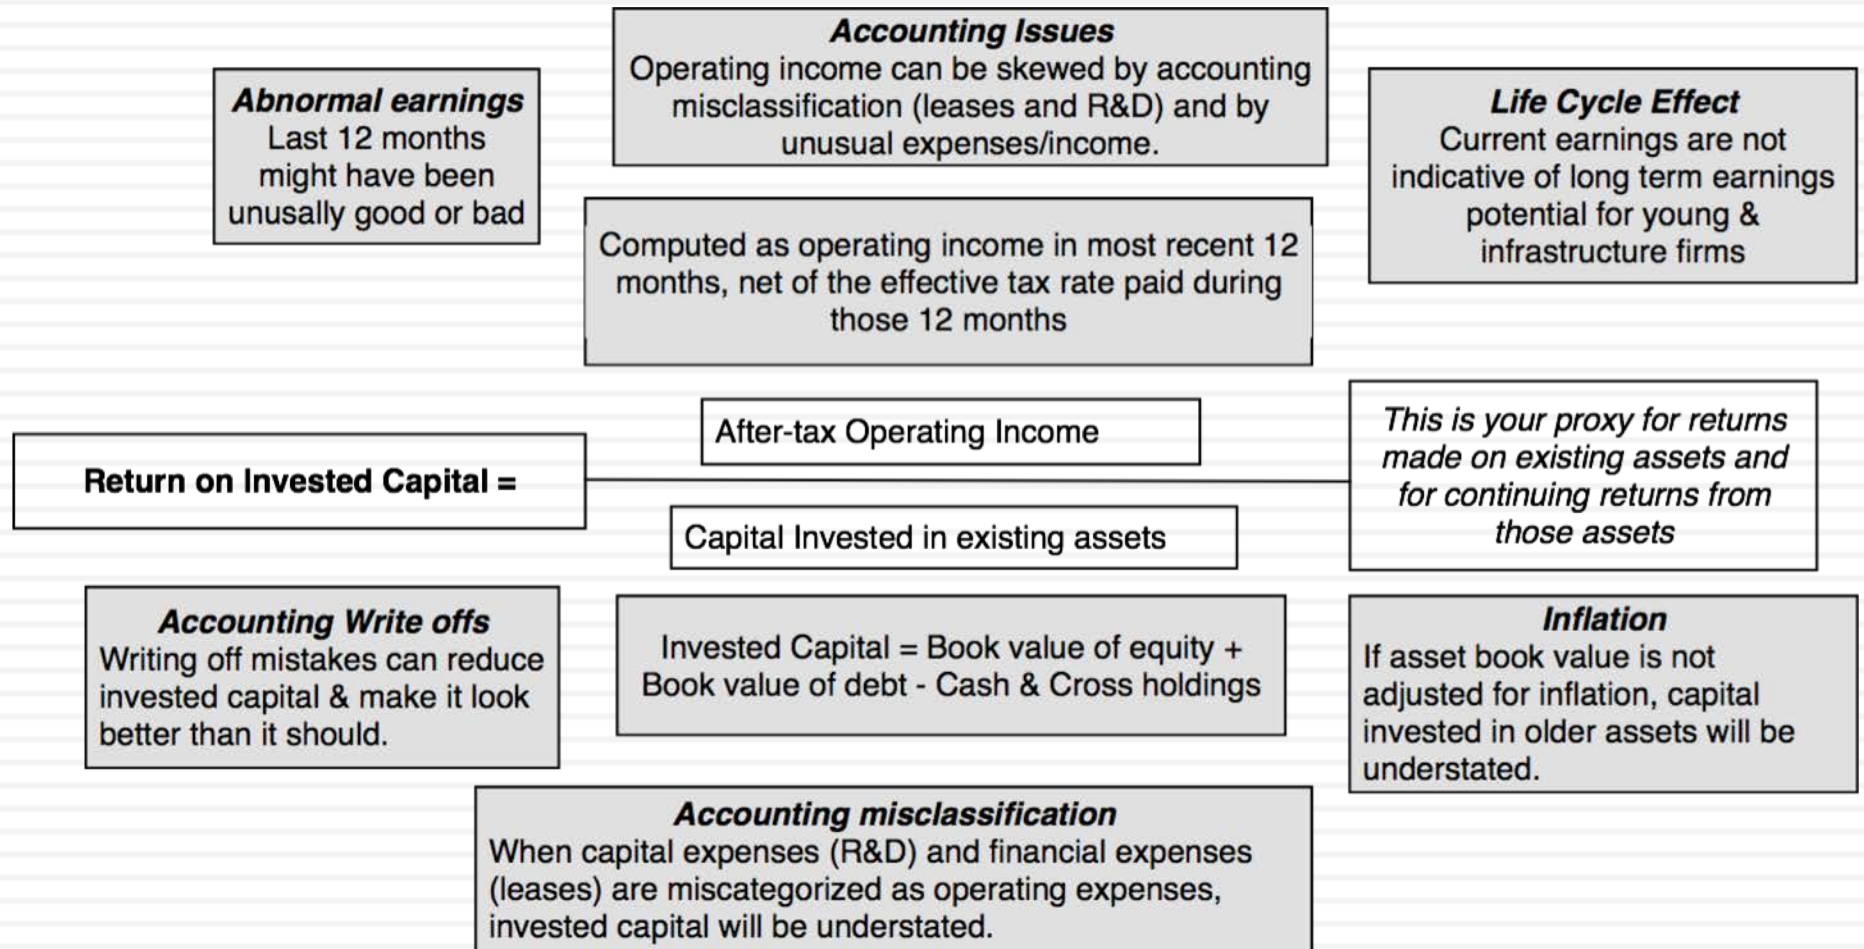 Accounting Issues
Operating income can be skewed by accounting
misclassification (leases and R&D) and by
unusual expenses/income.
Abnormal earnings
Last 12 months
might have been
unusally good or bad
Life Cycle Effect
Current earnings are not
indicative of long term earnings
potential for young &
infrastructure firms
Computed as operating income in most recent 12
months, net of the effective tax rate paid during
those 12 months
Return on Invested Capital =
After-tax Operating Income
Capital Invested in existing assets
This is your proxy for returns
made on existing assets and
for continuing returns from
those assets
Accounting Write offs
Writing off mistakes can reduce
invested capital & make it look
better than it should.
Invested Capital = Book value of equity +
Book value of debt - Cash & Cross holdings
Inflation
If asset book value is not
adjusted for inflation, capital
invested in older assets will be
understated.
Accounting misclassification
When capital expenses (R&D) and financial expenses
(leases) are miscategorized as operating expenses,
invested capital will be understated.